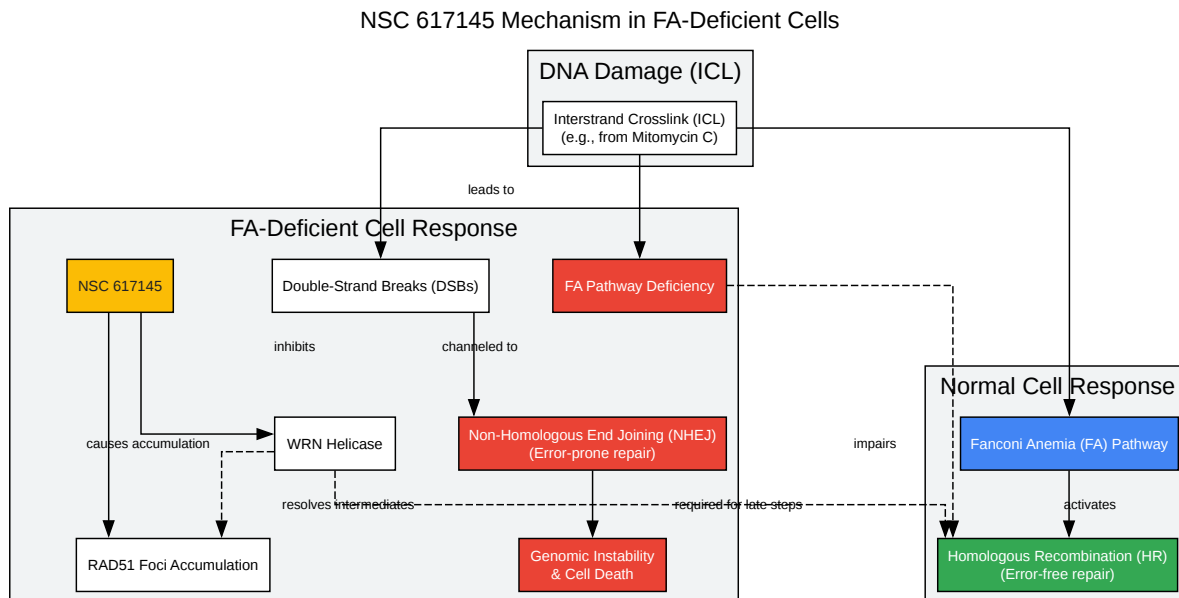 NSC 617145 Mechanism in FA-Deficient Cells
DNA Damage (ICL)
Interstrand Crosslink (ICL)
(e.g., from Mitomycin C)
leads to
FA-Deficient Cell Response
NSC 617145
Double-Strand Breaks (DSBs)
FA Pathway Deficiency
inhibits
channeled to
Normal Cell Response
causes accumulation
WRN Helicase
Non-Homologous End Joining (NHEJ)
(Error-prone repair)
impairs
Fanconi Anemia (FA) Pathway
resolves intermediates
required for late steps
activates
RAD51 Foci Accumulation
Genomic Instability
& Cell Death
Homologous Recombination (HR)
(Error-free repair)